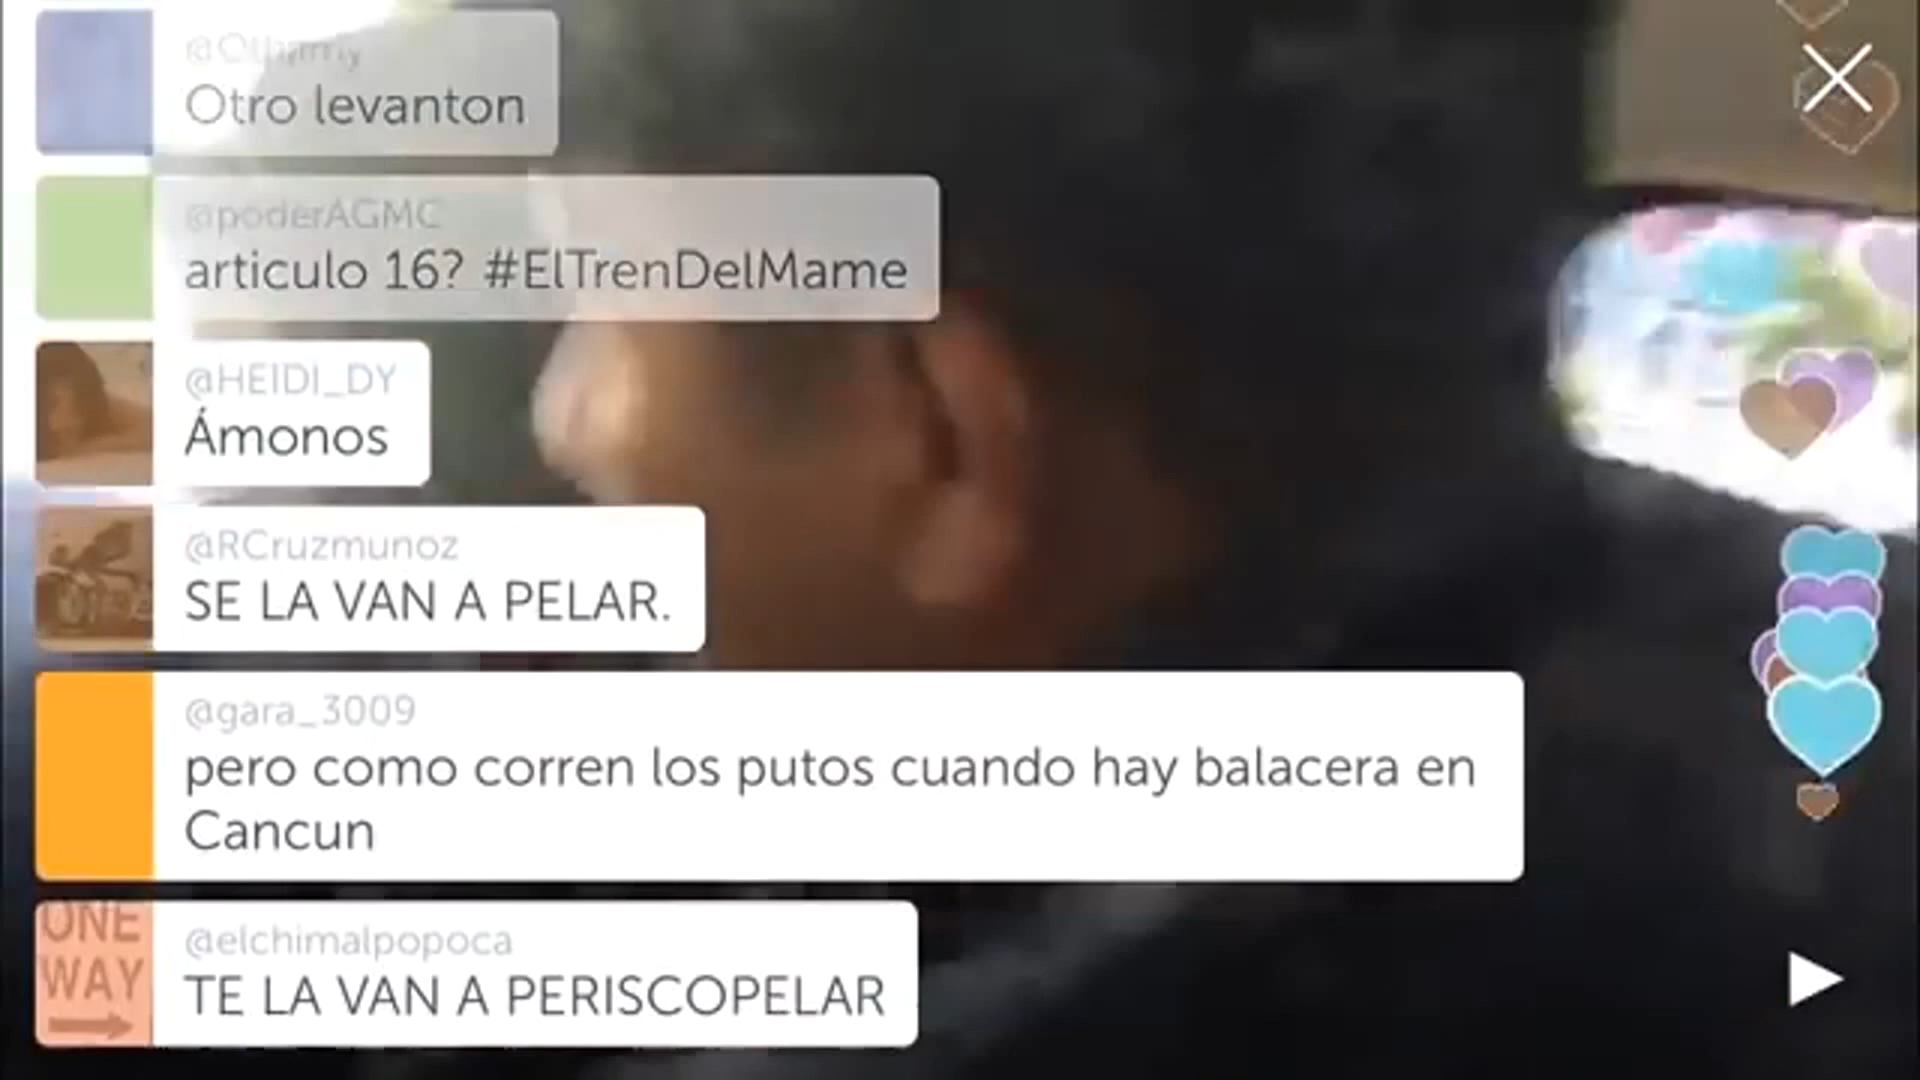 Otro levanton
@poderAGMC
articulo 16? #ElTrenDelMame
@HEIDI_DY
Ámonos
@RCruzmunoz
SE LA VAN A PELAR.
@gara_3009
pero como corren los putos cuando hay balacera en
Cancun
ONE
WAY
@elchimalpopoca
TE LA VAN A PERISCOPELAR